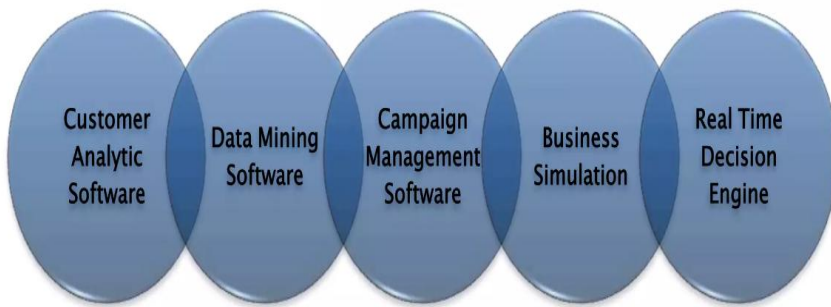 Customer
Analytic
Software
Data Mining
Software
Campaign
Management
Software
Business
Simulation
Real Time
Decision
Engine